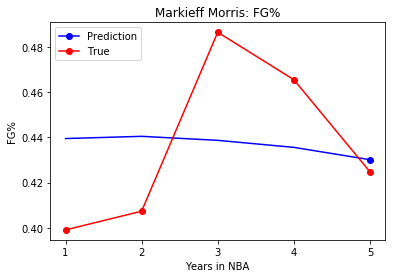 Markieff Morris: FG%
Prediction
True
FG%
0.48
0.46
0.44
0.42
0.40
1 2 3 4 5
Years in NBA